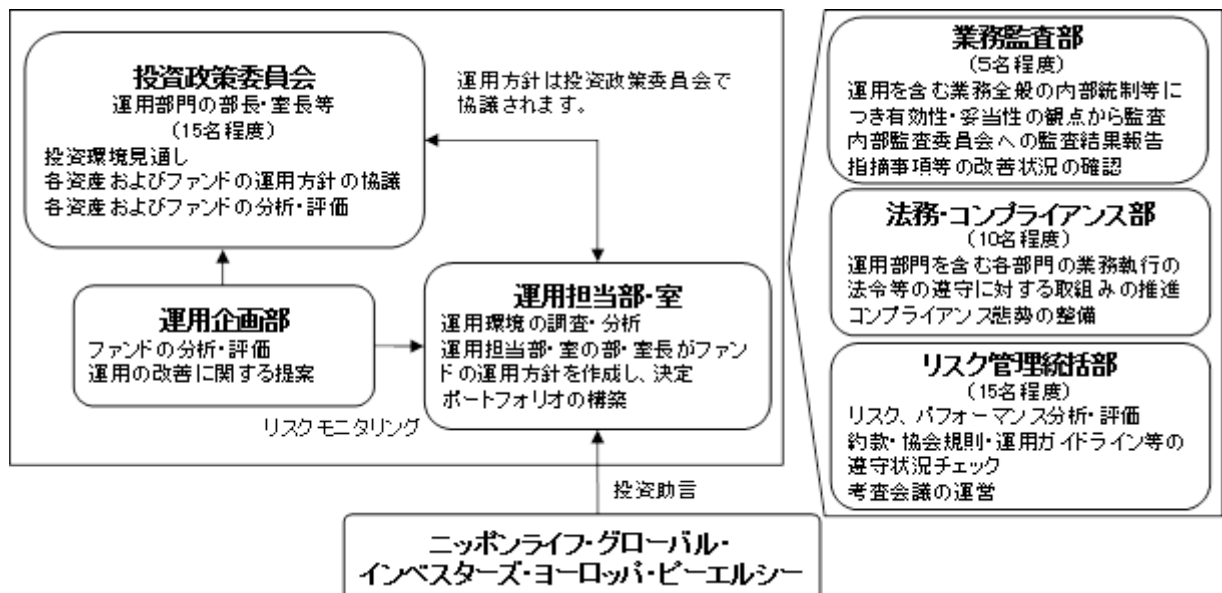 投資政策委員会
運用部門の部長・室長等
(15名程度)
投資環境見通し
各資産およびファンドの運用方針の協議
各資産およびファンドの分析・評価
運用方針は投資政策委員会で
協議されます。
運用企画部
ファンドの分析・評価
運用の改善に関する提案
リスクモニタリング
運用担当部・室
運用環境の調査・分析
運用担当部・室の部・室長がファン
ドの運用方針を作成し、決定
ポートフォリオの構築
投資助言
ニッポンライフ・グローバル・
インベスターズ・ヨーロッパ・ピーエルシー
業務監査部
(5名程度)
運用を含む業務全般の内部統制等に
つき有効性・妥当性の観点から監査
内部監査委員会への監査結果報告
指摘事項等の改善状況の確認
法務・コンプライアンス部
(10名程度)
運用部門を含む各部門の業務執行の
法令等の遵守に対する取組みの推進
コンプライアンス態勢の整備
リスク管理統括部
(15名程度)
リスク、パフォーマンス分析・評価
約款・協会規則・運用ガイドライン等の
遵守状況チェック
考査会議の運営